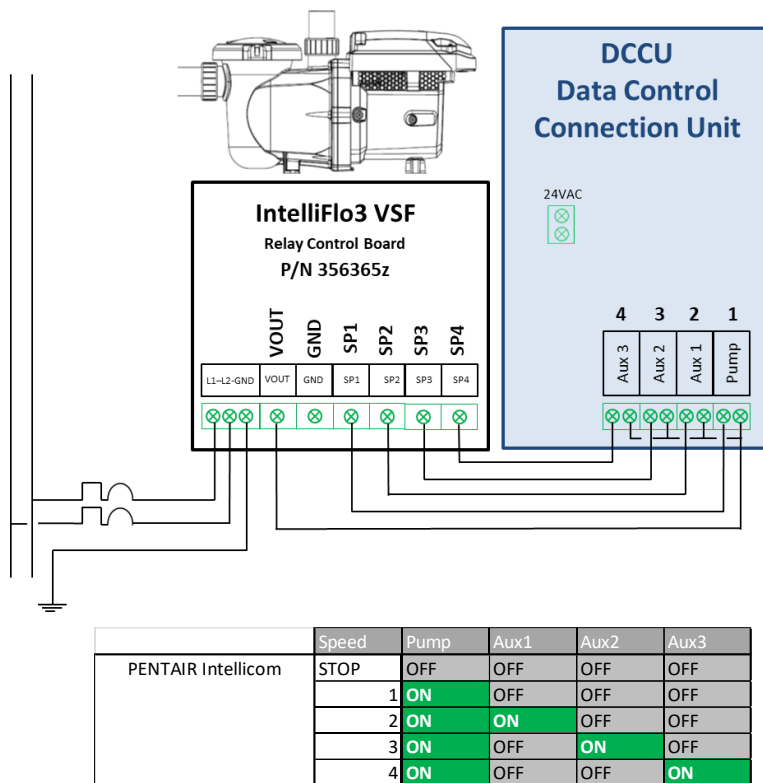 DCCU
Data Control
Connection Unit
24VAC
IntelliFlo3 VSF
Relay Control Board
P/N 356365z
VOUT GND SP1 SP2 SP3 SP4
L1-L2-GND VOUT GND SP1 SP2 SP3 SP4
4 3 2 1
Aux 3 Aux 2 Aux 1 Pump
Speed Pump Aux1 Aux2 Aux3
PENTAIR Intellicom STOP OFF OFF OFF OFF
1 ON OFF OFF OFF
2 ON ON OFF OFF
3 ON OFF ON OFF
4 ON OFF OFF ON